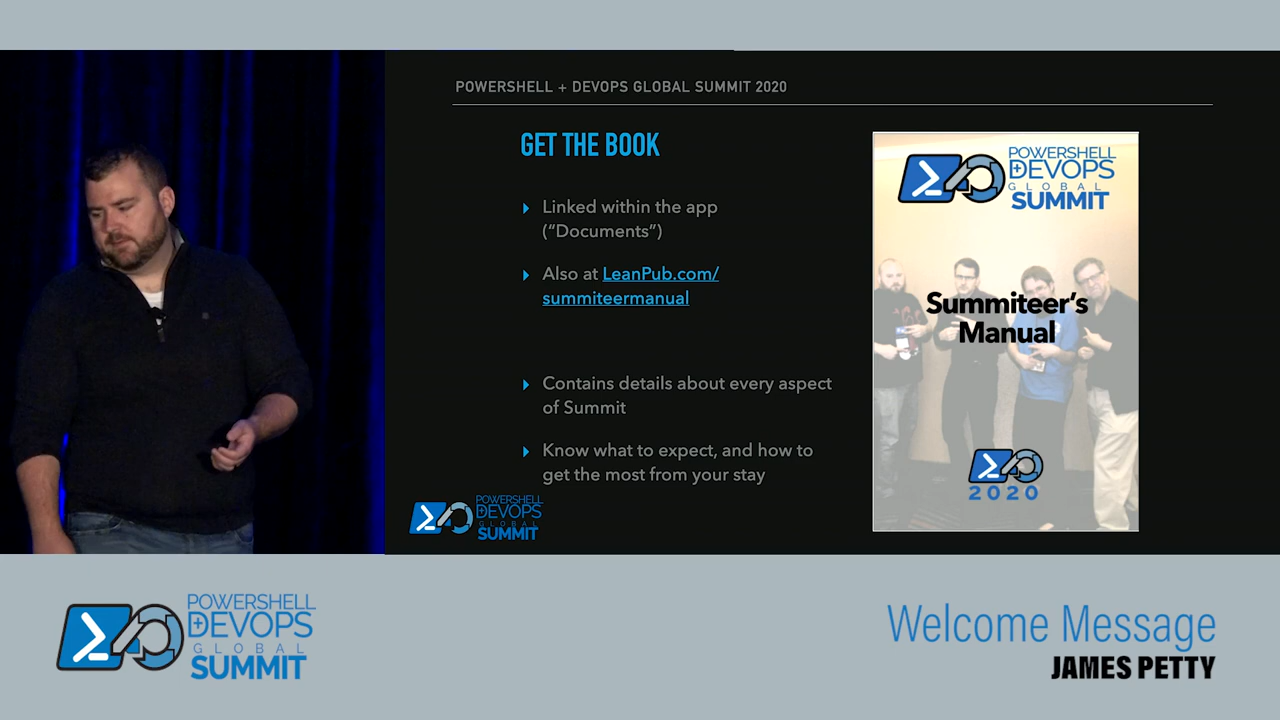 POWERSHELL + DEVOPS GLOBAL SUMMIT 2020
GET THE BOOK
Linked within the app
(“Documents”)
Also at LeanPub.com/
summiteermanual
Contains details about every aspect
of Summit
Know what to expect, and how to
get the most from your stay
POWERSHELL
DEVOPS
GLOBAL
SUMMIT
POWERSHELL
+DEVOPS
GLOBAL
SUMMIT
Summiteer’s
Manual
2020
POWERSHELL
+DEVOPS
GLOBAL
SUMMIT
Welcome Message
JAMES PETTY